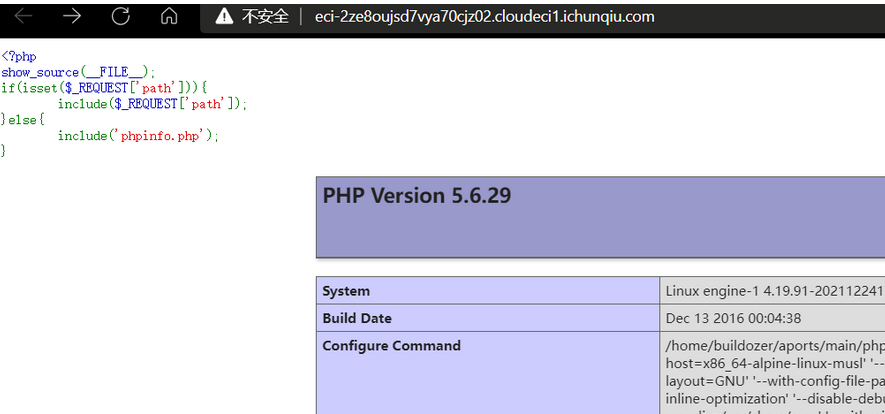 不安全 eci-2ze8oujsd7vya70cjz02.cloudeci1.ichunqiu.com
<?php
show_source(__FILE__);
if(isset($_REQUEST['path'])){
include($_REQUEST['path']);
}else{
include('phpinfo.php');
}
PHP Version 5.6.29
System Linux engine-1 4.19.91-202112241
Build Date Dec 13 2016 00:04:38
Configure Command /home/buildozer/aports/main/php
host=x86_64-alpine-linux-musl' '--
layout=GNU' '--with-config-file-pa
inline-optimization' '--disable-debu